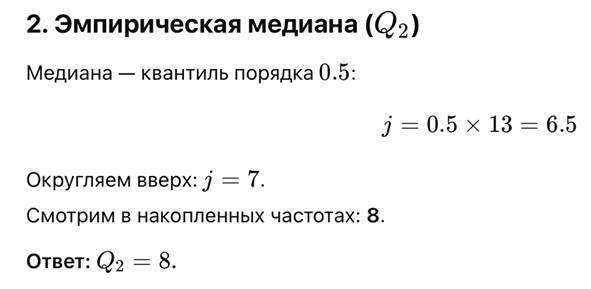 2. Эмпирическая медиана (Q₂)
Медиана — квантиль порядка 0.5:
j = 0.5 × 13 = 6.5
Округляем вверх: j = 7.
Смотрим в накопленных частотах: 8.
Ответ: Q₂ = 8.